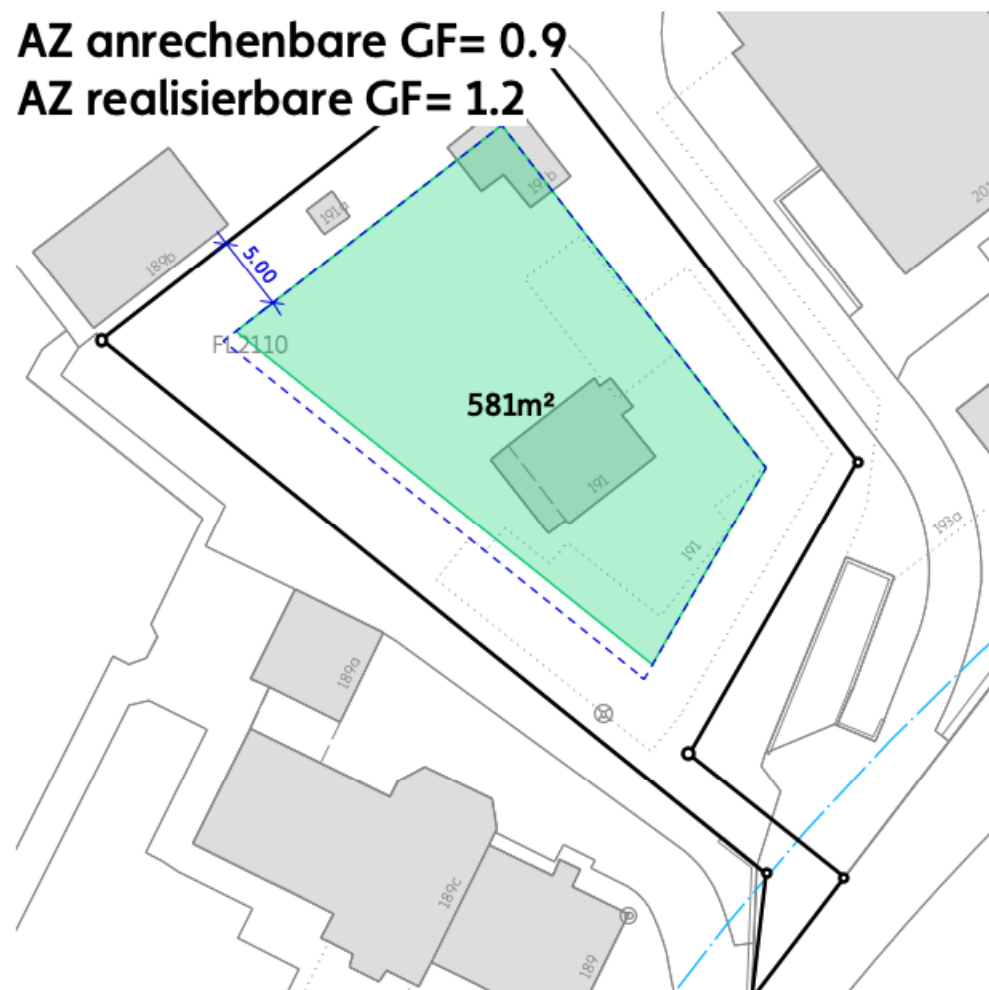 AZ anrechenbare GF= 0.9
AZ realisierbare GF= 1.2
191b
201
191a
189b
5.00
FL2110
581m²
191
193a
191
189a
189c
189